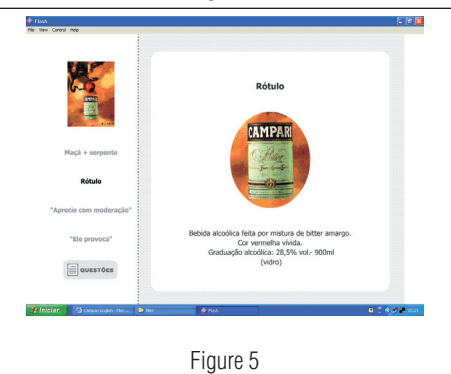 Flash
File View Control Help
Maçã + serpente
Rótulo
"Aprecie com moderação"
"Ele provoca"
QUESTÕES
Rótulo
CAMPARI
Bebida alcoólica feita por mistura de bitter amargo.
Cor vermelha vívida.
Graduação alcoólica: 28,5% vol.- 900ml
(vidro)
Iniciar
Flash
Figure 5